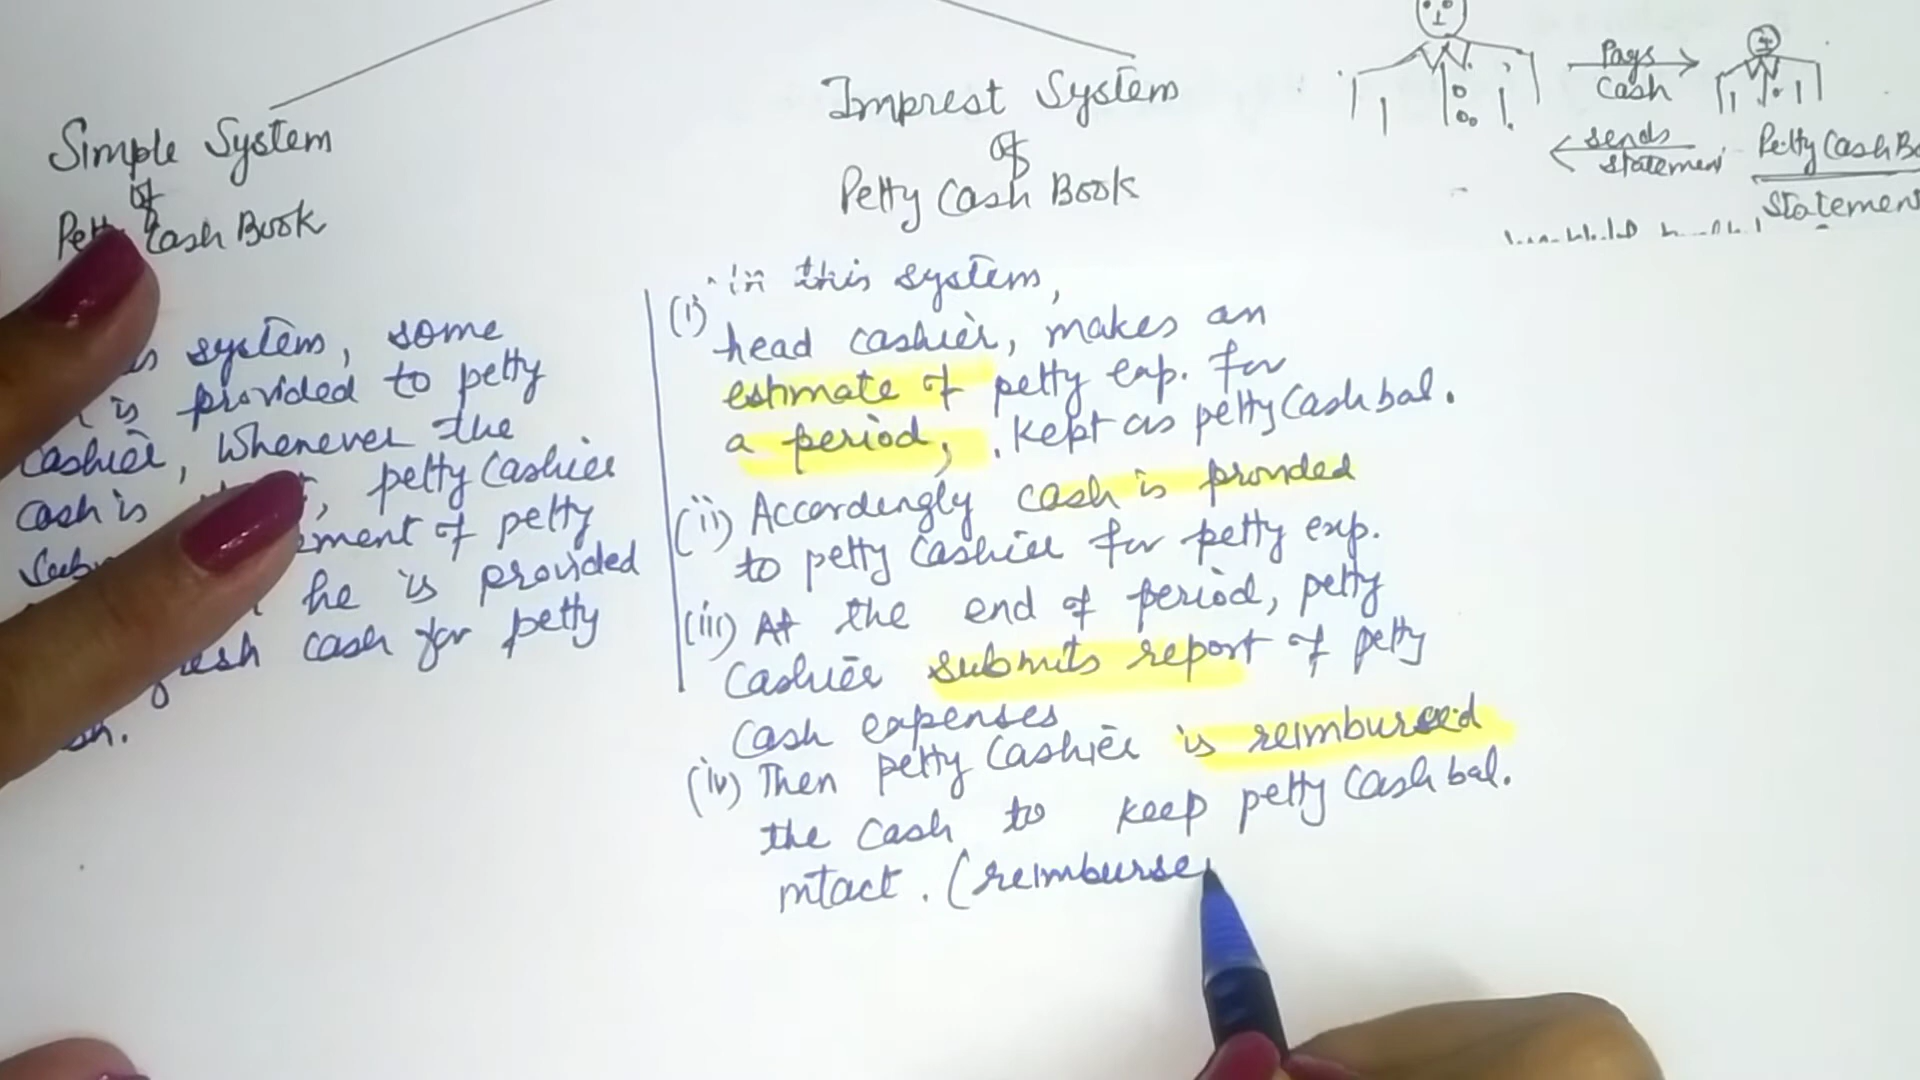 Simple System
of
Petty Cash Book
system, some
is provided to petty
cashier, Whenever the
cash is , petty Cashier
of petty
he is provided
cash for petty
Imprest System
of
Petty Cash Book
(i) in this system,
head cashier, makes an
estimate of petty exp. for
a period, . Kept as petty Cash bal.
(ii) Accordengly cash is provided
to petty Cashier for petty exp.
(iii) At the end of period, petty
Cashier submits report of petty
Cash expenses
(iv) Then petty Cashier is reimbursed
the Cash to keep petty Cash bal.
intact. (reimburse
Pays
Cash
sends
statement
Petty Cash Bo
Statement